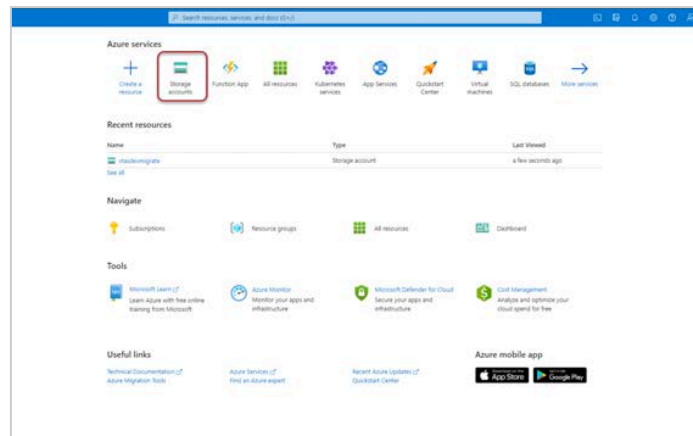 Search resources, services, and docs (G+/)
Azure services
Create a resource
Storage accounts
Function App
All resources
Kubernetes services
App Services
Quickstart Center
Virtual machines
SQL databases
More services
Recent resources
Name Type Last Viewed
Storage account a few seconds ago
See all
Navigate
Subscriptions Resource groups All resources Dashboard
Tools
Microsoft Learn
Learn Azure with free online training from Microsoft
Azure Monitor
Monitor your apps and infrastructure
Microsoft Defender for Cloud
Secure your apps and infrastructure
Cost Management
Analyze and optimize your cloud spend for free
Useful links
Technical Documentation Azure Services Recent Azure Updates
Azure Migration Tools Find an Azure expert Quickstart Center
Azure mobile app
App Store
Google Play